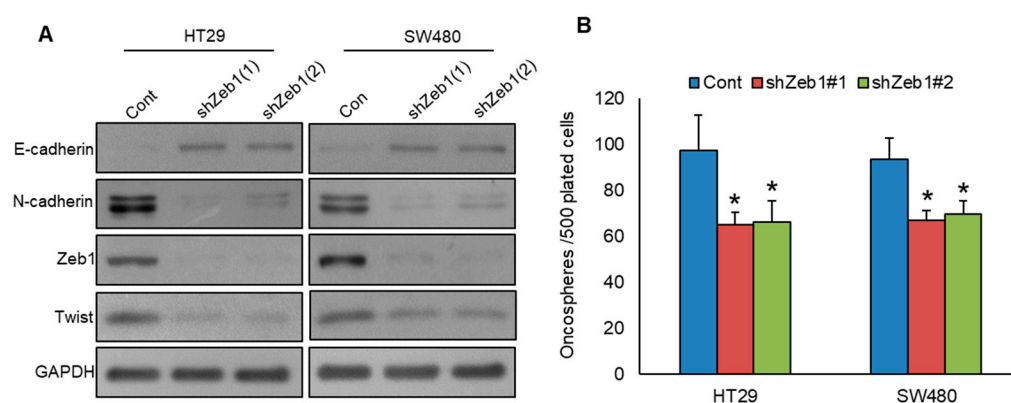 A
HT29
SW480
Cont
shZeb1(1)
shZeb1(2)
Con
shZeb1(1)
shZeb1(2)
E-cadherin
N-cadherin
Zeb1
Twist
GAPDH
B
Cont shZeb1#1 shZeb1#2
Oncospheres /500 plated cells
120
100
80
60
40
20
0
* *
* *
HT29 SW480